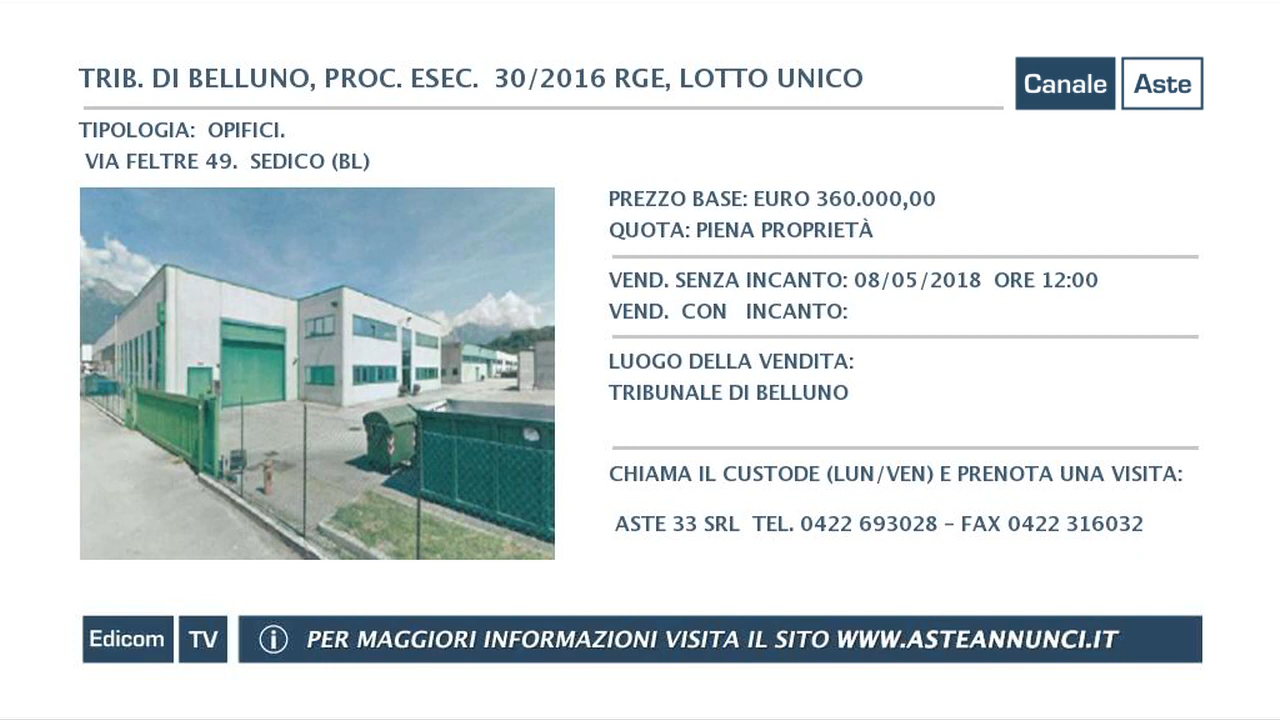 TRIB. DI BELLUNO, PROC. ESEC. 30/2016 RGE, LOTTO UNICO
Canale Aste
TIPOLOGIA: OPIFICI.
VIA FELTRE 49. SEDICO (BL)
PREZZO BASE: EURO 360.000,00
QUOTA: PIENA PROPRIETÀ
VEND. SENZA INCANTO: 08/05/2018 ORE 12:00
VEND. CON INCANTO:
LUOGO DELLA VENDITA:
TRIBUNALE DI BELLUNO
CHIAMA IL CUSTODE (LUN/VEN) E PRENOTA UNA VISITA:
ASTE 33 SRL TEL. 0422 693028 – FAX 0422 316032
Edicom TV
PER MAGGIORI INFORMAZIONI VISITA IL SITO WWW.ASTEANNUNCI.IT